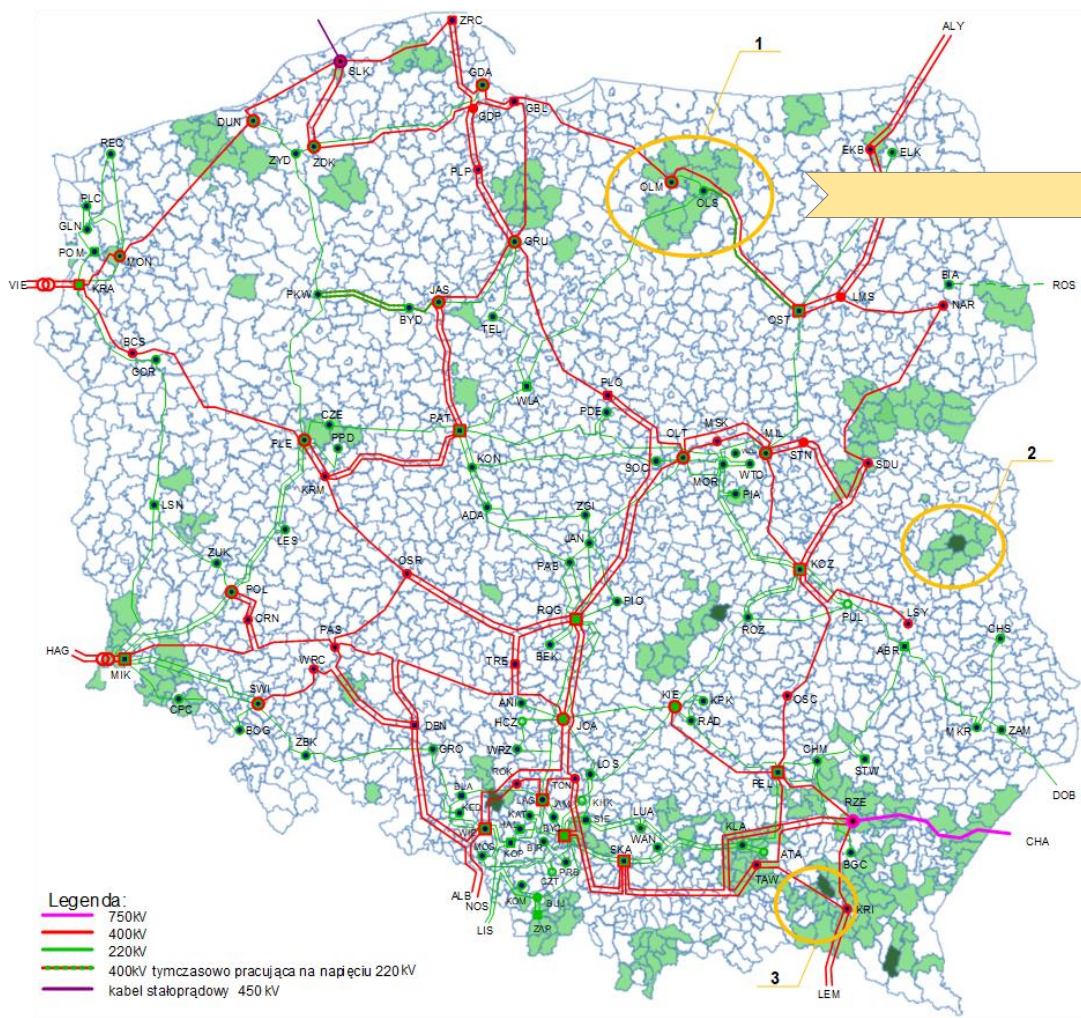 ZRC
ALY
1
SLK
GDA
GBL
GDP
DUN
REC
ZYD
ZDK
EKB
ELK
PLP
OLM
OLS
PLC
GLN
GRU
POM
MON
VIE
KRA
PKW
JAS
BYD
TEL
BIA
ROS
LMS
NAR
OST
BCS
GOR
PLO
WLA
PDE
CZE
PAT
PPD
PLE
OLT
MSK
MIL
STN
KON
SOC
MOR
WTO
SDU
2
KRM
PIA
LSN
ADA
ZGI
LES
JAN
ZUK
OSR
PAB
KOZ
POL
PIO
PUL
LSY
CRN
ROG
ROZ
CHS
PAS
ABR
HAG
BEK
MIK
WRC
TRE
SWI
OSC
CPC
ANI
KIE
KPK
BOG
HCZ
RAD
DBN
JOA
MKR
ZAM
ZBK
GRO
WRZ
CHM
LOS
STW
ROK
TON
PEL
DOB
BLA
RZE
LAG
KHK
KED
KAT
JAM
SIE
LUA
WIE
HAL
BYC
WAN
KLA
CHA
MOS
KOP
BIR
SKA
ATA
BGC
CZT
PRB
TAW
ALB
KOM
BUJ
KRI
NOS
ZAP
LIS
3
LEM
Legenda:
750kV
400kV
220kV
400kV tymczasowo pracująca na napięciu 220kV
kabel stałoprądowy 450 kV